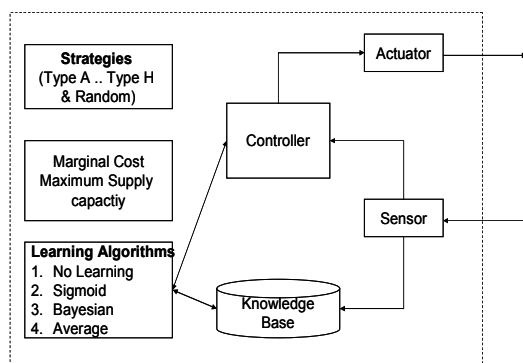 Strategies
(Type A .. Type H
& Random)
Marginal Cost
Maximum Supply
capactiy
Learning Algorithms
1. No Learning
2. Sigmoid
3. Bayesian
4. Average
Actuator
Controller
Sensor
Knowledge
Base